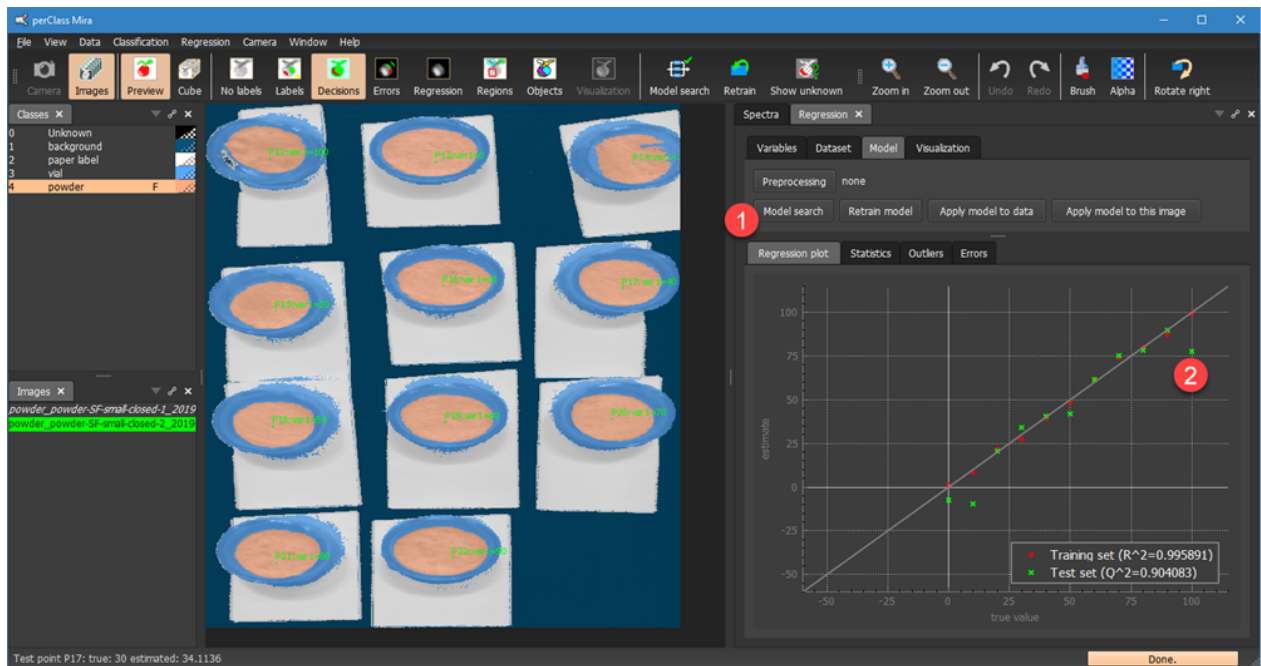 perClass Mira
File View Data Classification Regression Camera Window Help
Camera Images Preview Cube No labels Labels Decisions Errors Regression Regions Objects Visualization Model search Retrain Show unknown Zoom in Zoom out Undo Redo Brush Alpha Rotate right
Classes
0 Unknown
1 background
2 paper label
3 vial
4 powder F
Images
powder_powder-SF-small-closed-1_2019
powder_powder-SF-small-closed-2_2019
Spectra Regression
Variables Dataset Model Visualization
Preprocessing none
1
Model search Retrain model Apply model to data Apply model to this image
Regression plot Statistics Outliers Errors
100
75
50
25
0
-25
-50
estimate
2
Training set (R^2=0.995891)
Test set (Q^2=0.904083)
-50 -25 0 25 50 75 100
true value
Test point P17: true: 30 estimated: 34.1136
Done.